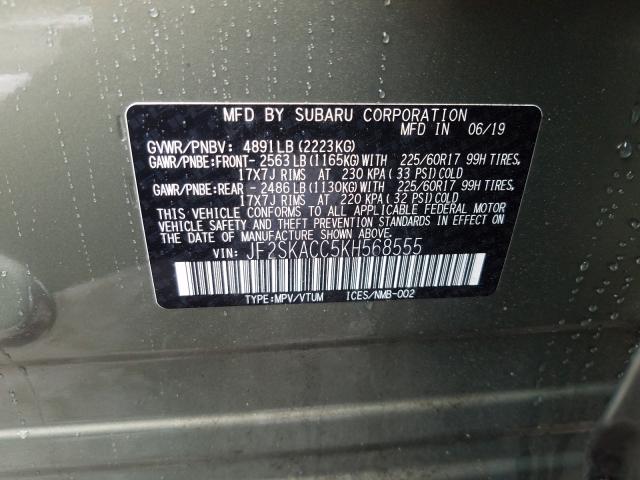 MFD BY SUBARU CORPORATION
MFD IN 06/19
GVWR/PNBV: 4891LB (2223KG)
GAWR/PNBE:FRONT- 2563 LB (1165KG) WITH 225/60R17 99H TIRES,
17X7J RIMS AT 230 KPA (33 PSI) COLD
GAWR/PNBE:REAR - 2486 LB (1130KG) WITH 225/60R17 99H TIRES,
17X7J RIMS AT 220 KPA (32 PSI) COLD
THIS VEHICLE CONFORMS TO ALL APPLICABLE FEDERAL MOTOR
VEHICLE SAFETY AND THEFT PREVENTION STANDARDS IN EFFECT
ON THE DATE OF MANUFACTURE SHOWN ABOVE.
VIN: JF2SKACC5KH568555
TYPE:MPV/VTUM ICES/NMB-002